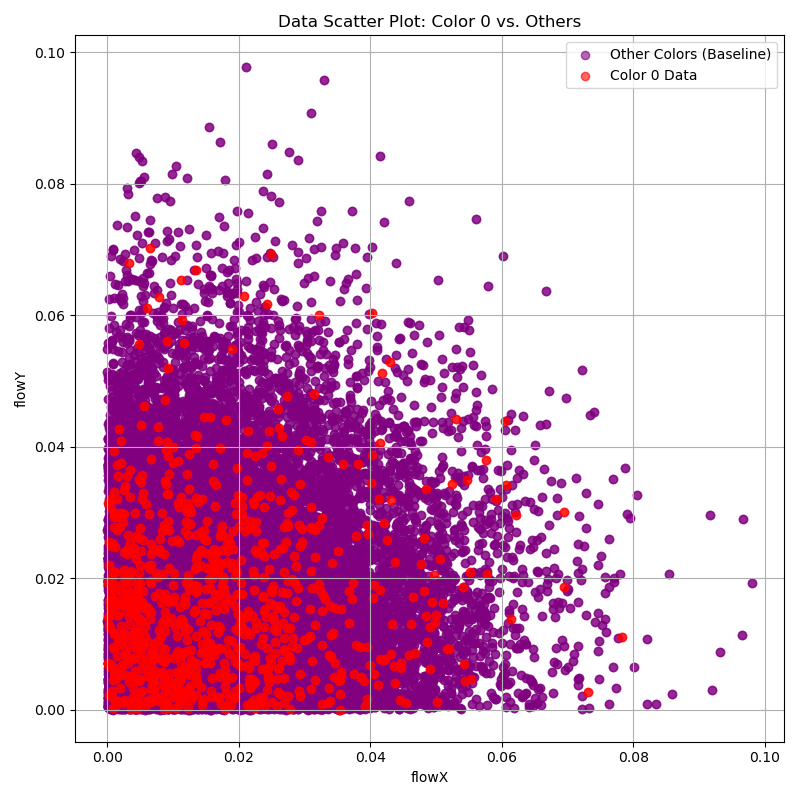 Data Scatter Plot: Color 0 vs. Others
Other Colors (Baseline)
Color 0 Data
0.10
0.08
0.06
0.04
0.02
0.00
flowY
0.00 0.02 0.04 0.06 0.08 0.10
flowX